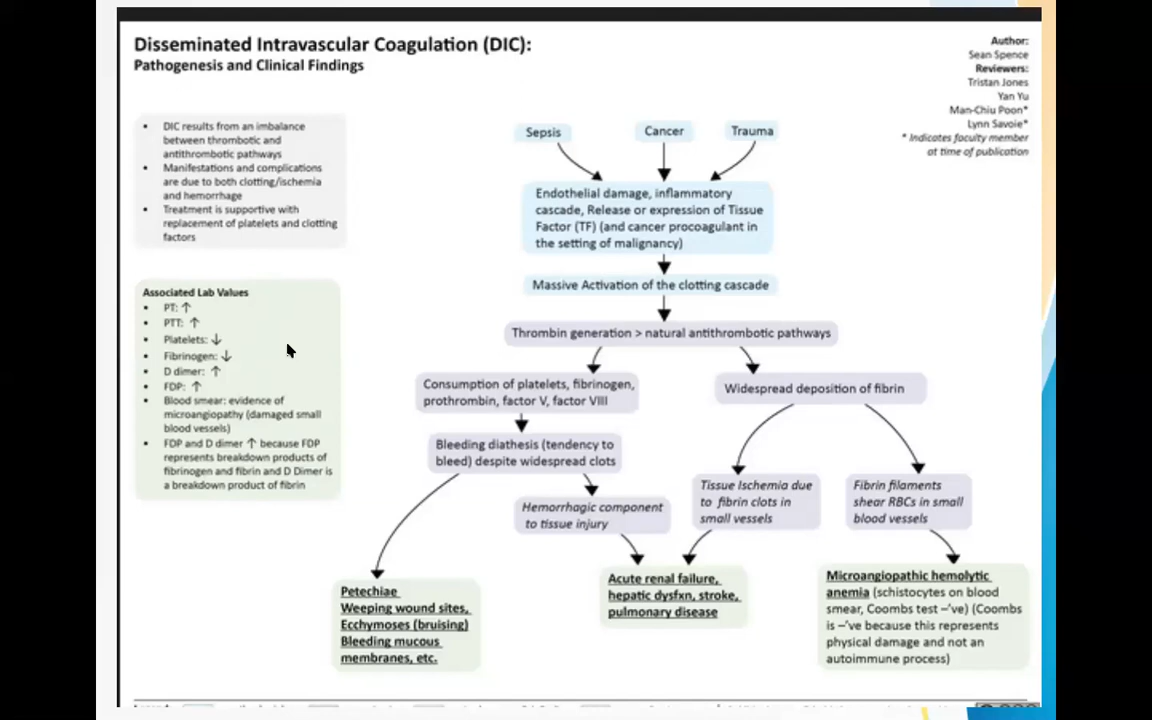 Disseminated Intravascular Coagulation (DIC):
Pathogenesis and Clinical Findings
Author:
Sean Spence
Reviewers:
Tristan Jones
Yan Yu
Man-Chiu Poon*
Lynn Savoie*
* Indicates faculty member
at time of publication
• DIC results from an imbalance
between thrombotic and
antithrombotic pathways
• Manifestations and complications
are due to both clotting/ischemia
and hemorrhage
• Treatment is supportive with
replacement of platelets and clotting
factors
Associated Lab Values
• PT: ↑
• PTT: ↑
• Platelets: ↓
• Fibrinogen: ↓
• D dimer: ↑
• FDP: ↑
• Blood smear: evidence of
microangiopathy (damaged small
blood vessels)
• FDP and D dimer ↑ because FDP
represents breakdown products of
fibrinogen and fibrin and D Dimer is
a breakdown product of fibrin
Sepsis
Cancer
Trauma
Endothelial damage, inflammatory
cascade, Release or expression of Tissue
Factor (TF) (and cancer procoagulant in
the setting of malignancy)
Massive Activation of the clotting cascade
Thrombin generation > natural antithrombotic pathways
Consumption of platelets, fibrinogen,
prothrombin, factor V, factor VIII
Widespread deposition of fibrin
Bleeding diathesis (tendency to
bleed) despite widespread clots
Hemorrhagic component
to tissue injury
Tissue Ischemia due
to fibrin clots in
small vessels
Fibrin filaments
shear RBCs in small
blood vessels
Petechiae
Weeping wound sites,
Ecchymoses (bruising)
Bleeding mucous
membranes, etc.
Acute renal failure,
hepatic dysfxn, stroke,
pulmonary disease
Microangiopathic hemolytic
anemia (schistocytes on blood
smear, Coombs test –'ve) (Coombs
is –'ve because this represents
physical damage and not an
autoimmune process)